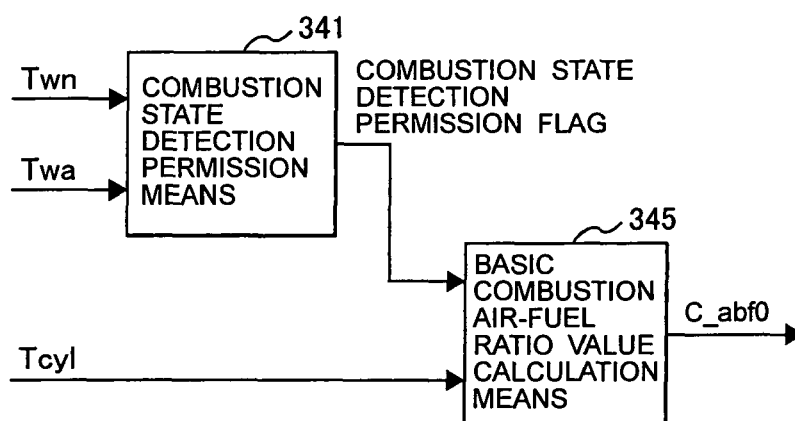 341
Twn
Twa
COMBUSTION
STATE
DETECTION
PERMISSION
MEANS
COMBUSTION STATE
DETECTION
PERMISSION FLAG
345
Tcyl
BASIC
COMBUSTION
AIR-FUEL
RATIO VALUE
CALCULATION
MEANS
C_abf0